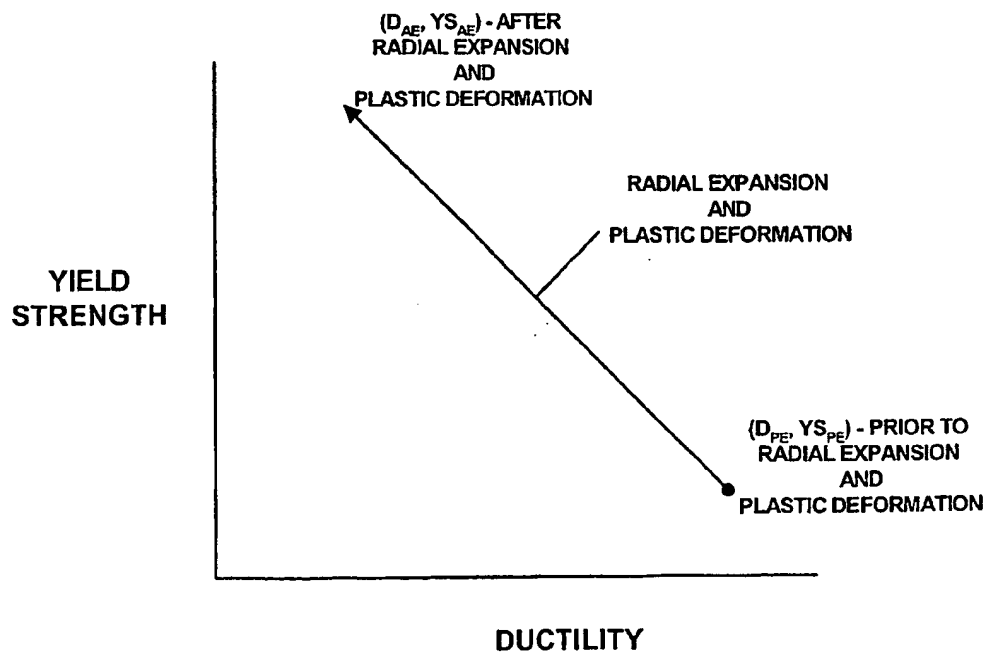 (D_AE, YS_AE) - AFTER
RADIAL EXPANSION
AND
PLASTIC DEFORMATION
RADIAL EXPANSION
AND
PLASTIC DEFORMATION
YIELD
STRENGTH
(D_PE, YS_PE) - PRIOR TO
RADIAL EXPANSION
AND
PLASTIC DEFORMATION
DUCTILITY